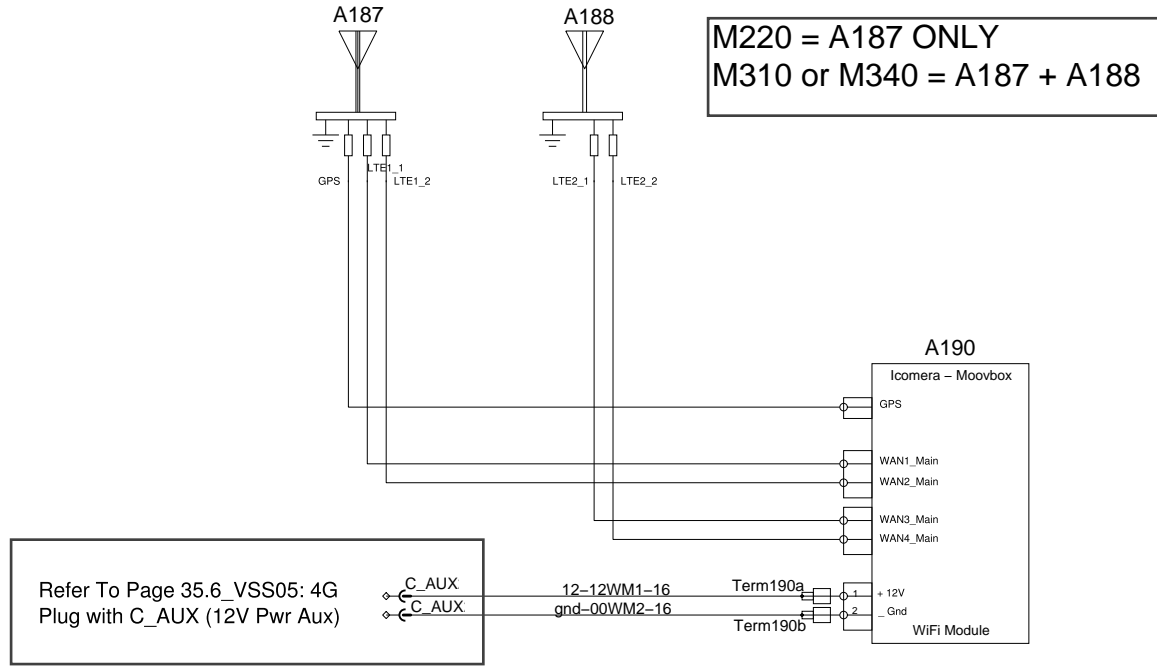 A187
A188
M220 = A187 ONLY
M310 or M340 = A187 + A188
LTE1_1
GPS
LTE1_2
LTE2_1
LTE2_2
A190
Icomera – Moovbox
GPS
WAN1_Main
WAN2_Main
WAN3_Main
WAN4_Main
Refer To Page 35.6_VSS05: 4G
Plug with C_AUX (12V Pwr Aux)
C_AUX
12–12WM1–16
Term190a
1
+ 12V
C_AUX
gnd–00WM2–16
Term190b
2
_ Gnd
WiFi Module